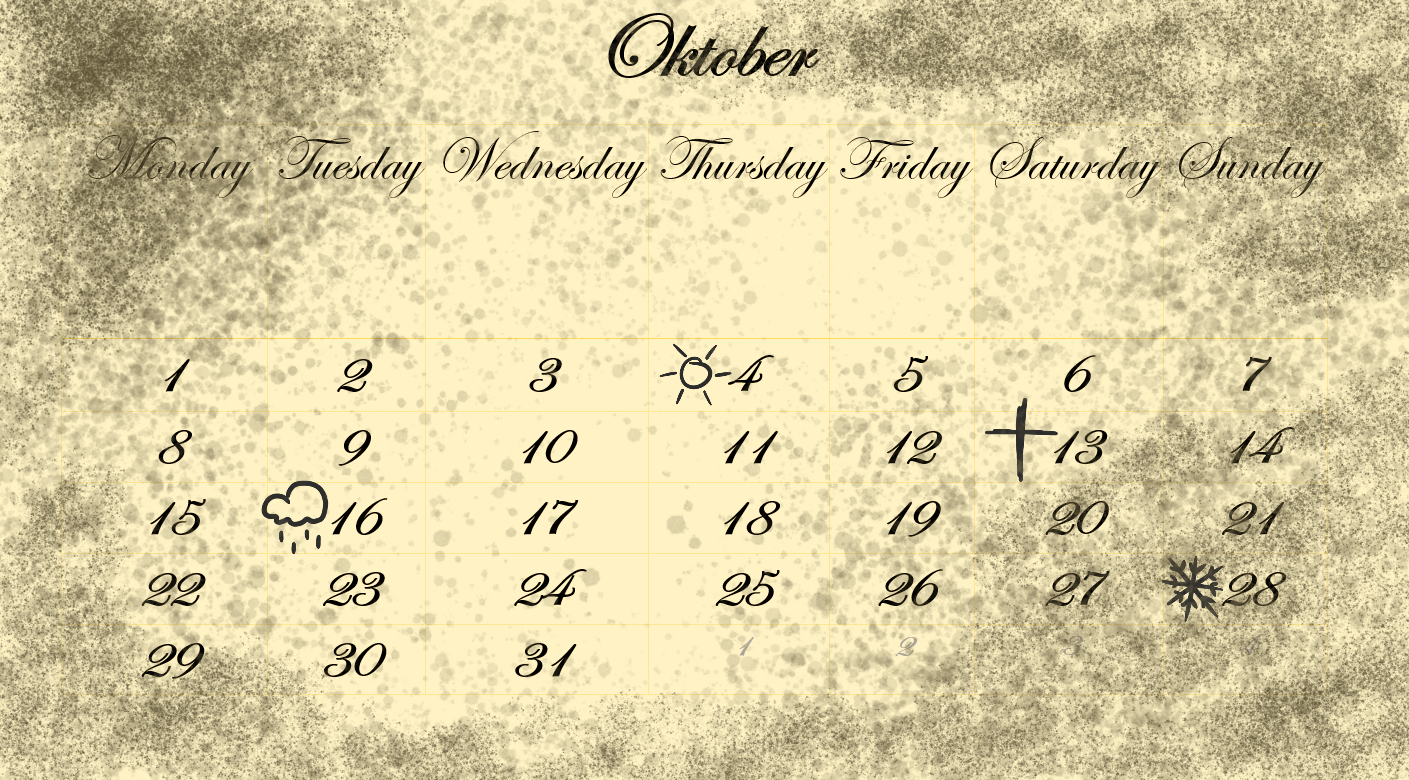 Oktober
Monday Tuesday Wednesday Thursday Friday Saturday Sunday
1 2 3 4 5 6 7
8 9 10 11 12 13 14
15 16 17 18 19 20 21
22 23 24 25 26 27 28
29 30 31 1 2